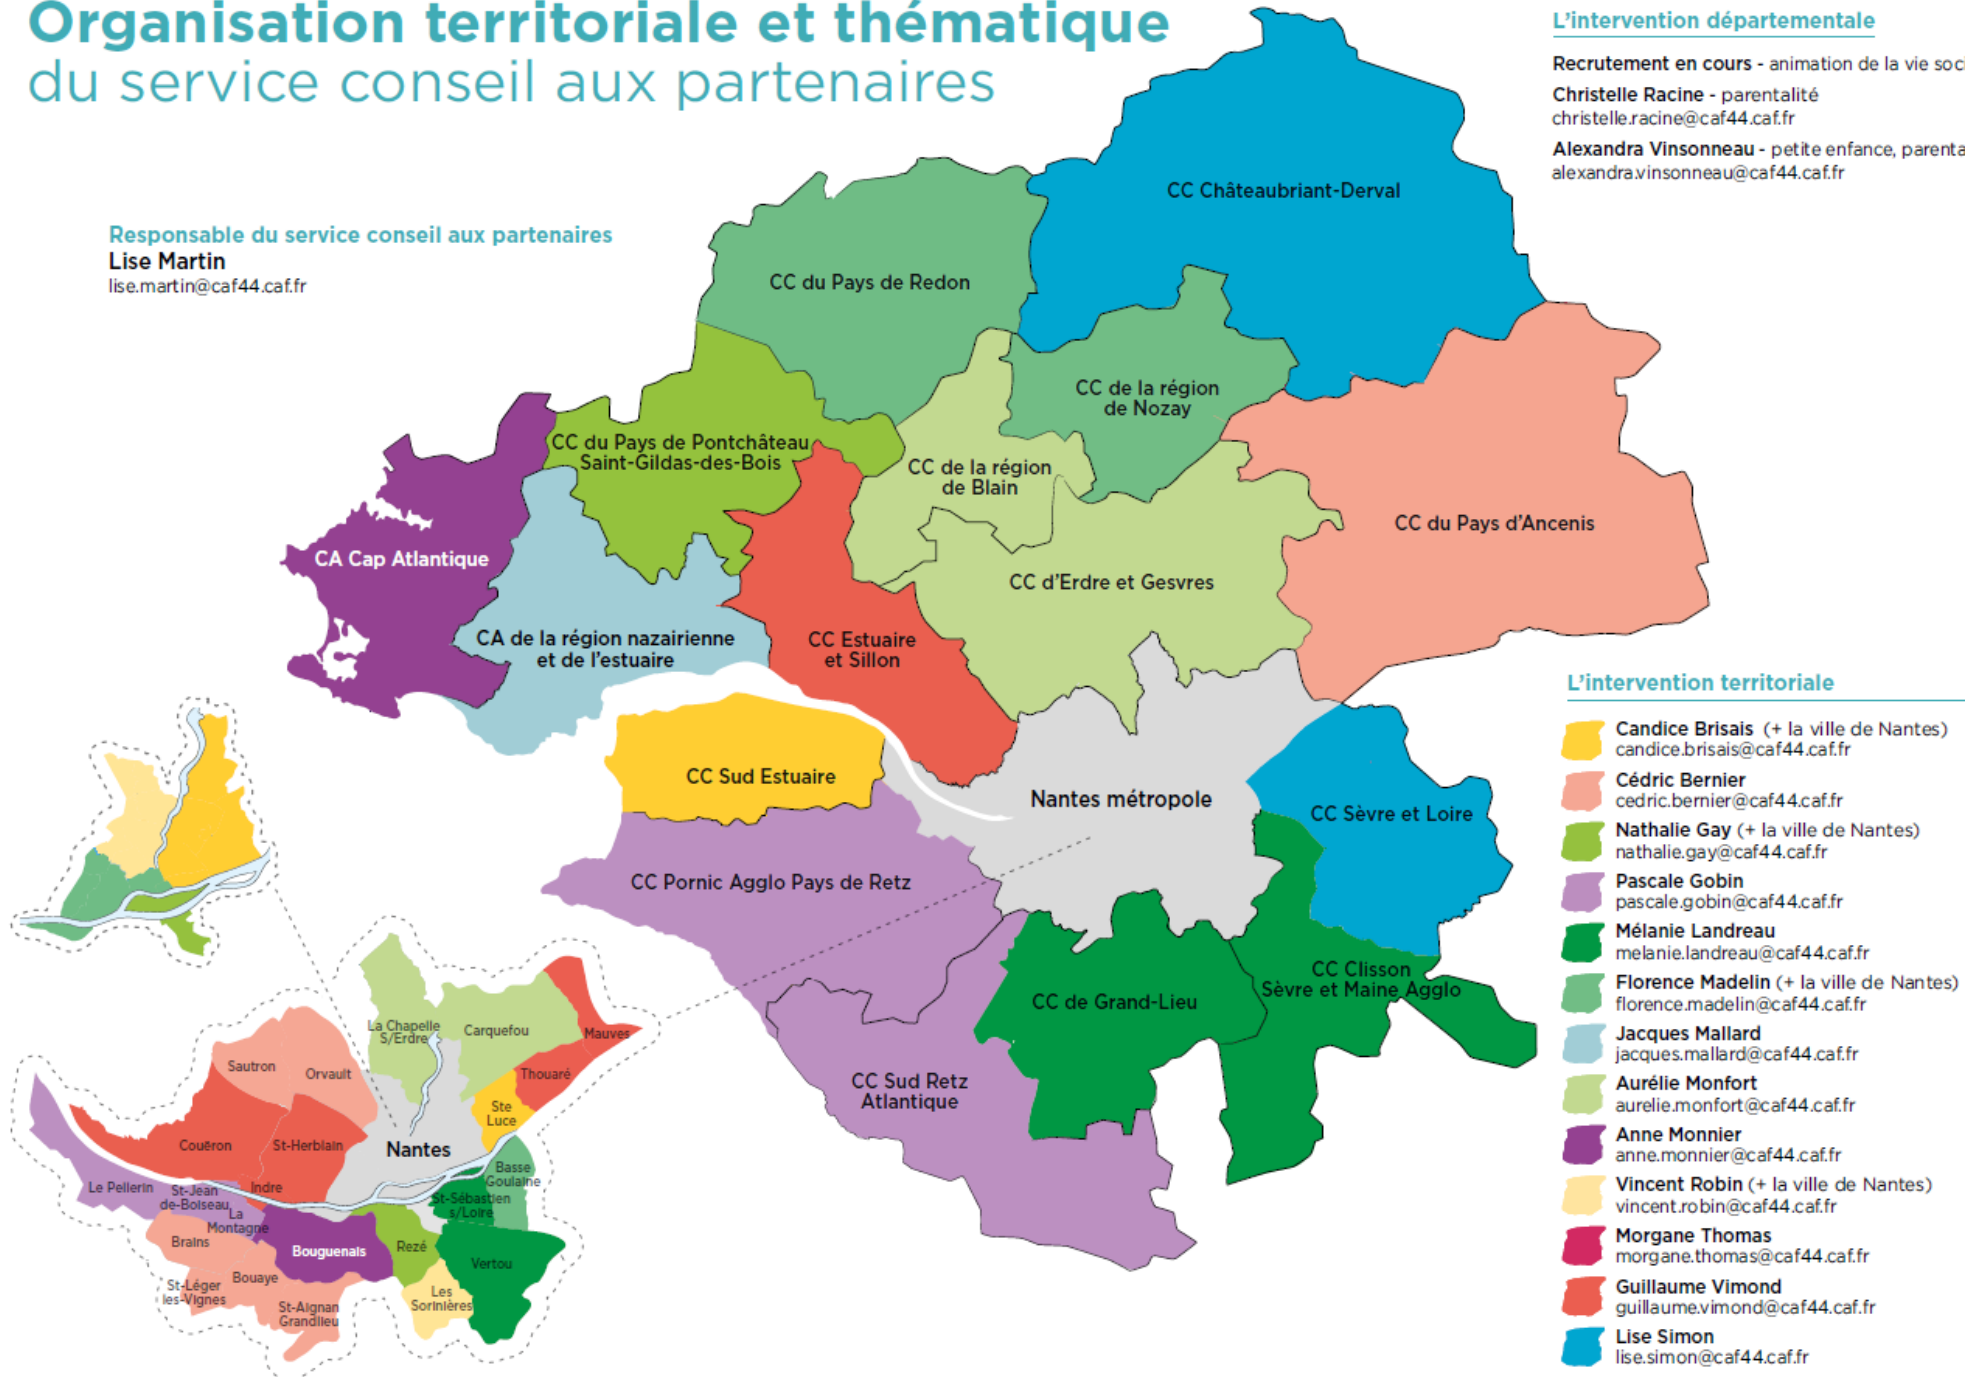 Organisation territoriale et thématique
du service conseil aux partenaires
L'intervention départementale
Recrutement en cours - animation de la vie soci
Christelle Racine - parentalité
christelle.racine@caf44.caf.fr
Alexandra Vinsonneau - petite enfance, parenta
alexandra.vinsonneau@caf44.caf.fr
Responsable du service conseil aux partenaires
Lise Martin
lise.martin@caf44.caf.fr
CC Châteaubriant-Derval
CC du Pays de Redon
CC de la région
de Nozay
CC du Pays de Pontchâteau
Saint-Gildas-des-Bois
CC de la région
de Blain
CC du Pays d'Ancenis
CA Cap Atlantique
CC d'Erdre et Gesvres
CA de la région nazairienne
et de l'estuaire
CC Estuaire
et Sillon
CC Sud Estuaire
Nantes métropole
CC Sèvre et Loire
CC Pornic Agglo Pays de Retz
CC de Grand-Lieu
CC Clisson
Sèvre et Maine Agglo
CC Sud Retz
Atlantique
La Chapelle
S/Erdre
Carquefou
Mauves
Sautron
Orvault
Thouaré
Ste
Luce
Couëron
St-Herblain
Nantes
Basse
Goulaine
Le Pellerin
St-Jean
de-Boiseau
Indre
St-Sébastien
s/Loire
La
Montagne
Brains
Bouguenais
Rezé
Vertou
St-Léger
les-Vignes
Bouaye
Les
Sorinières
St-Aignan
Grandlieu
L'intervention territoriale
Candice Brisais (+ la ville de Nantes)
candice.brisais@caf44.caf.fr
Cédric Bernier
cedric.bernier@caf44.caf.fr
Nathalie Gay (+ la ville de Nantes)
nathalie.gay@caf44.caf.fr
Pascale Gobin
pascale.gobin@caf44.caf.fr
Mélanie Landreau
melanie.landreau@caf44.caf.fr
Florence Madelin (+ la ville de Nantes)
florence.madelin@caf44.caf.fr
Jacques Mallard
jacques.mallard@caf44.caf.fr
Aurélie Monfort
aurelie.monfort@caf44.caf.fr
Anne Monnier
anne.monnier@caf44.caf.fr
Vincent Robin (+ la ville de Nantes)
vincent.robin@caf44.caf.fr
Morgane Thomas
morgane.thomas@caf44.caf.fr
Guillaume Vimond
guillaume.vimond@caf44.caf.fr
Lise Simon
lise.simon@caf44.caf.fr